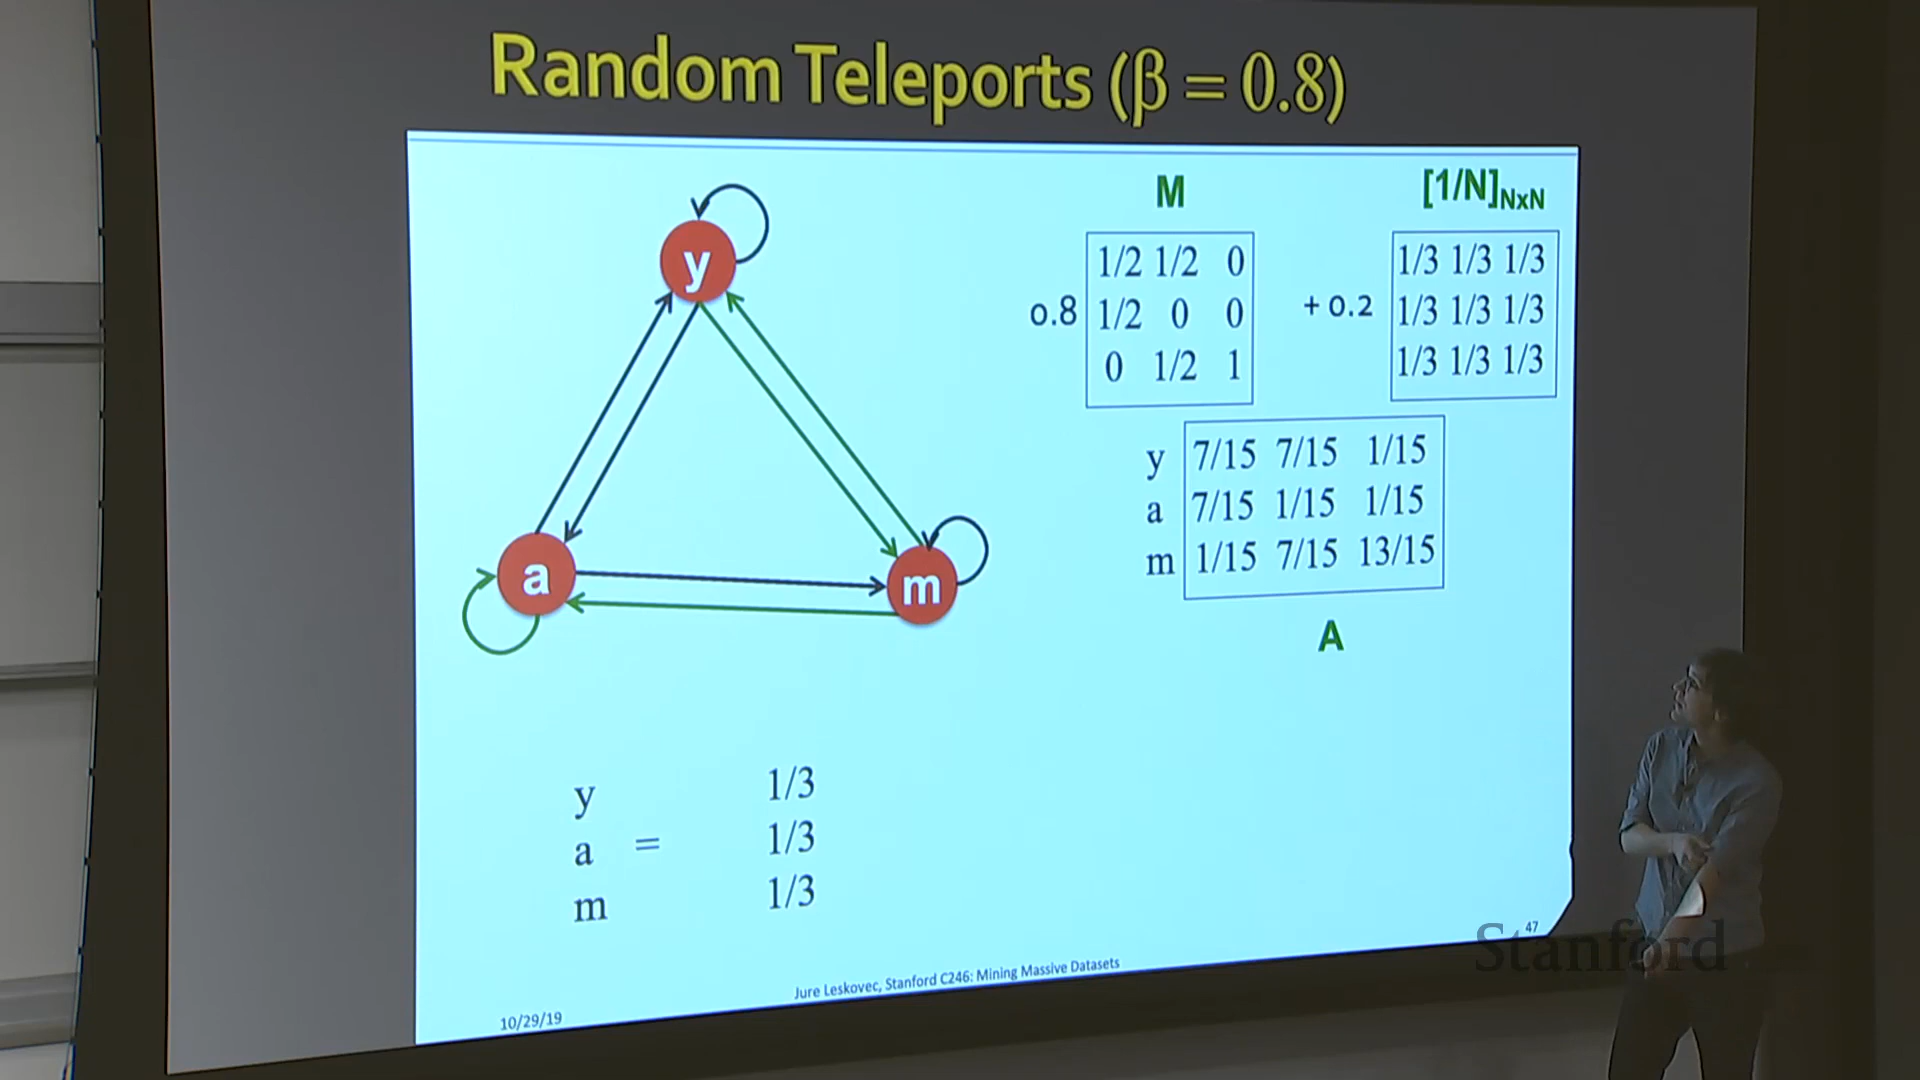 Random Teleports (β = 0.8)
y
a
m
M
[1/N]NxN
0.8
1/2 1/2 0
1/2 0 0
0 1/2 1
+ 0.2
1/3 1/3 1/3
1/3 1/3 1/3
1/3 1/3 1/3
y 7/15 7/15 1/15
a 7/15 1/15 1/15
m 1/15 7/15 13/15
A
y 1/3
a = 1/3
m 1/3
47
Stanford
Jure Leskovec, Stanford C246: Mining Massive Datasets
10/29/19